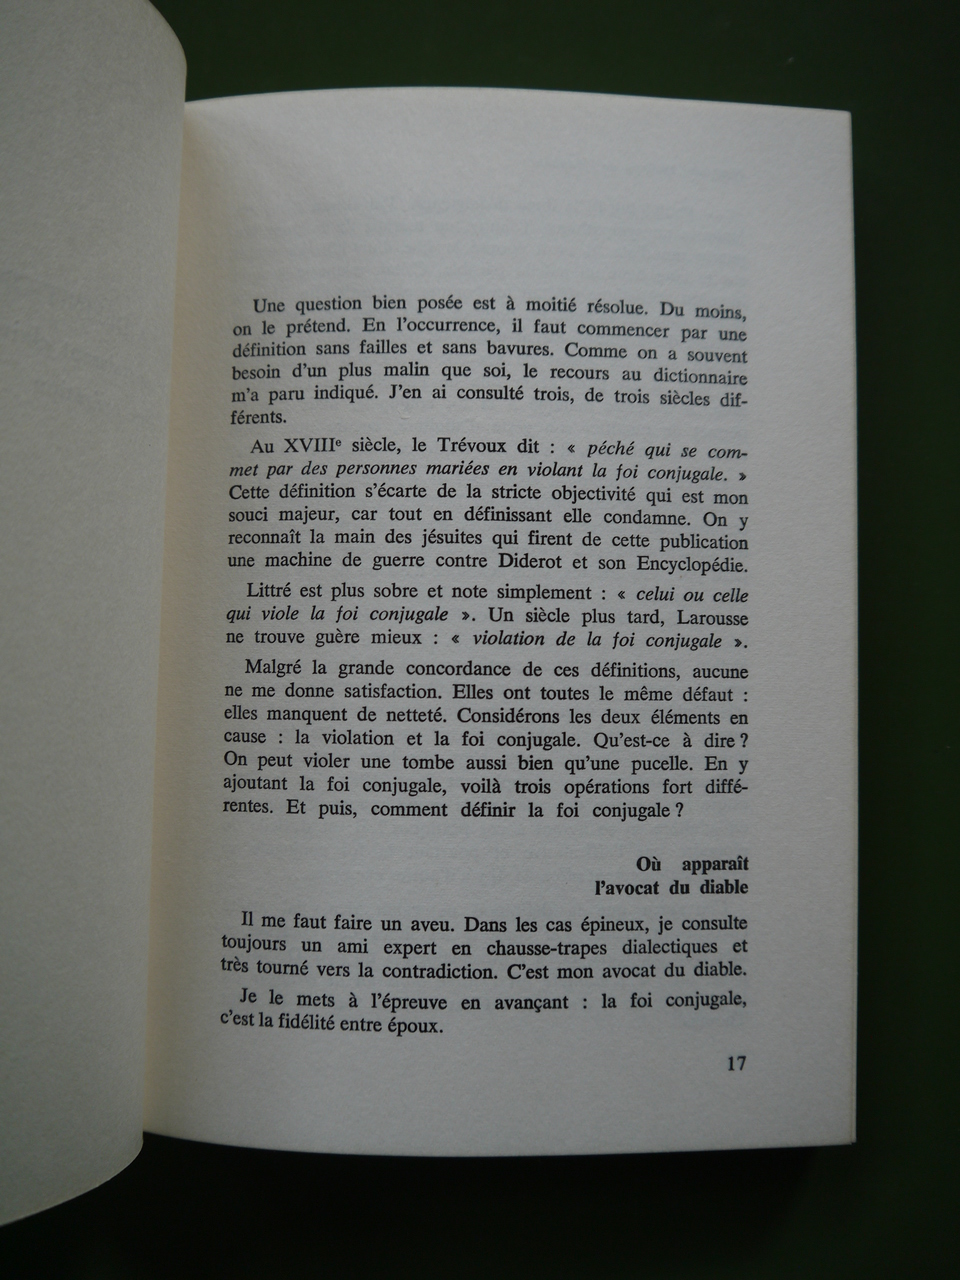 Une question bien posée est à moitié résolue. Du moins,
on le prétend. En l'occurrence, il faut commencer par une
définition sans failles et sans bavures. Comme on a souvent
besoin d'un plus malin que soi, le recours au dictionnaire
m'a paru indiqué. J'en ai consulté trois, de trois siècles dif-
férents.
Au XVIIIe siècle, le Trévoux dit : « péché qui se com-
met par des personnes mariées en violant la foi conjugale. »
Cette définition s'écarte de la stricte objectivité qui est mon
souci majeur, car tout en définissant elle condamne. On y
reconnaît la main des jésuites qui firent de cette publication
une machine de guerre contre Diderot et son Encyclopédie.
Littré est plus sobre et note simplement : « celui ou celle
qui viole la foi conjugale ». Un siècle plus tard, Larousse
ne trouve guère mieux : « violation de la foi conjugale ».
Malgré la grande concordance de ces définitions, aucune
ne me donne satisfaction. Elles ont toutes le même défaut :
elles manquent de netteté. Considérons les deux éléments en
cause : la violation et la foi conjugale. Qu'est-ce à dire ?
On peut violer une tombe aussi bien qu'une pucelle. En y
ajoutant la foi conjugale, voilà trois opérations fort diffé-
rentes. Et puis, comment définir la foi conjugale ?
Où apparaît
l'avocat du diable
Il me faut faire un aveu. Dans les cas épineux, je consulte
toujours un ami expert en chausse-trapes dialectiques et
très tourné vers la contradiction. C'est mon avocat du diable.
Je le mets à l'épreuve en avançant : la foi conjugale,
c'est la fidélité entre époux.
17